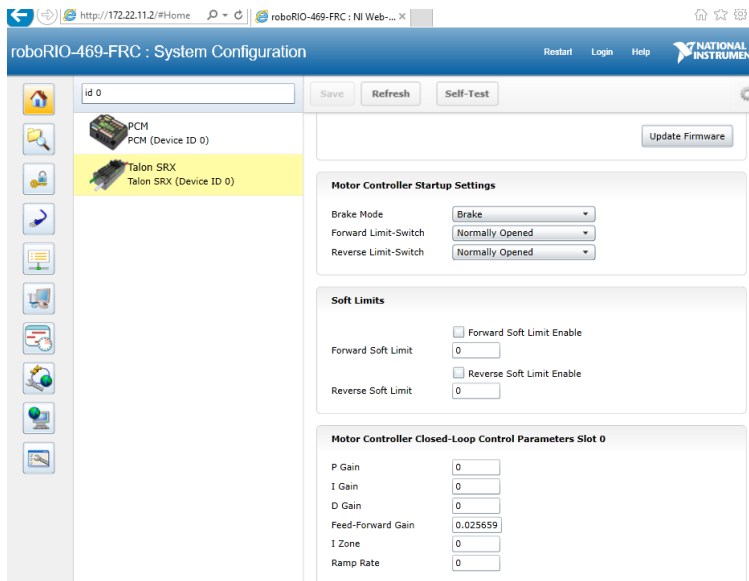 http://172.22.11.2/#Home
roboRIO-469-FRC : NI Web-...
roboRIO-469-FRC : System Configuration
Restart Login Help
NATIONAL INSTRUMEN
id 0
Save Refresh Self-Test
PCM
PCM (Device ID 0)
Talon SRX
Talon SRX (Device ID 0)
Update Firmware
Motor Controller Startup Settings
Brake Mode Brake
Forward Limit-Switch Normally Opened
Reverse Limit-Switch Normally Opened
Soft Limits
Forward Soft Limit Enable
Forward Soft Limit 0
Reverse Soft Limit Enable
Reverse Soft Limit 0
Motor Controller Closed-Loop Control Parameters Slot 0
P Gain 0
I Gain 0
D Gain 0
Feed-Forward Gain 0.025659
I Zone 0
Ramp Rate 0